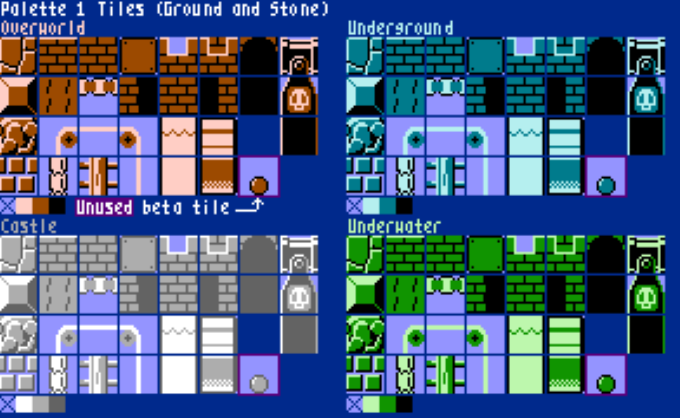 Palette 1 Tiles (Ground and Stone)
Overworld
Underground
Unused beta tile
Castle
Underwater